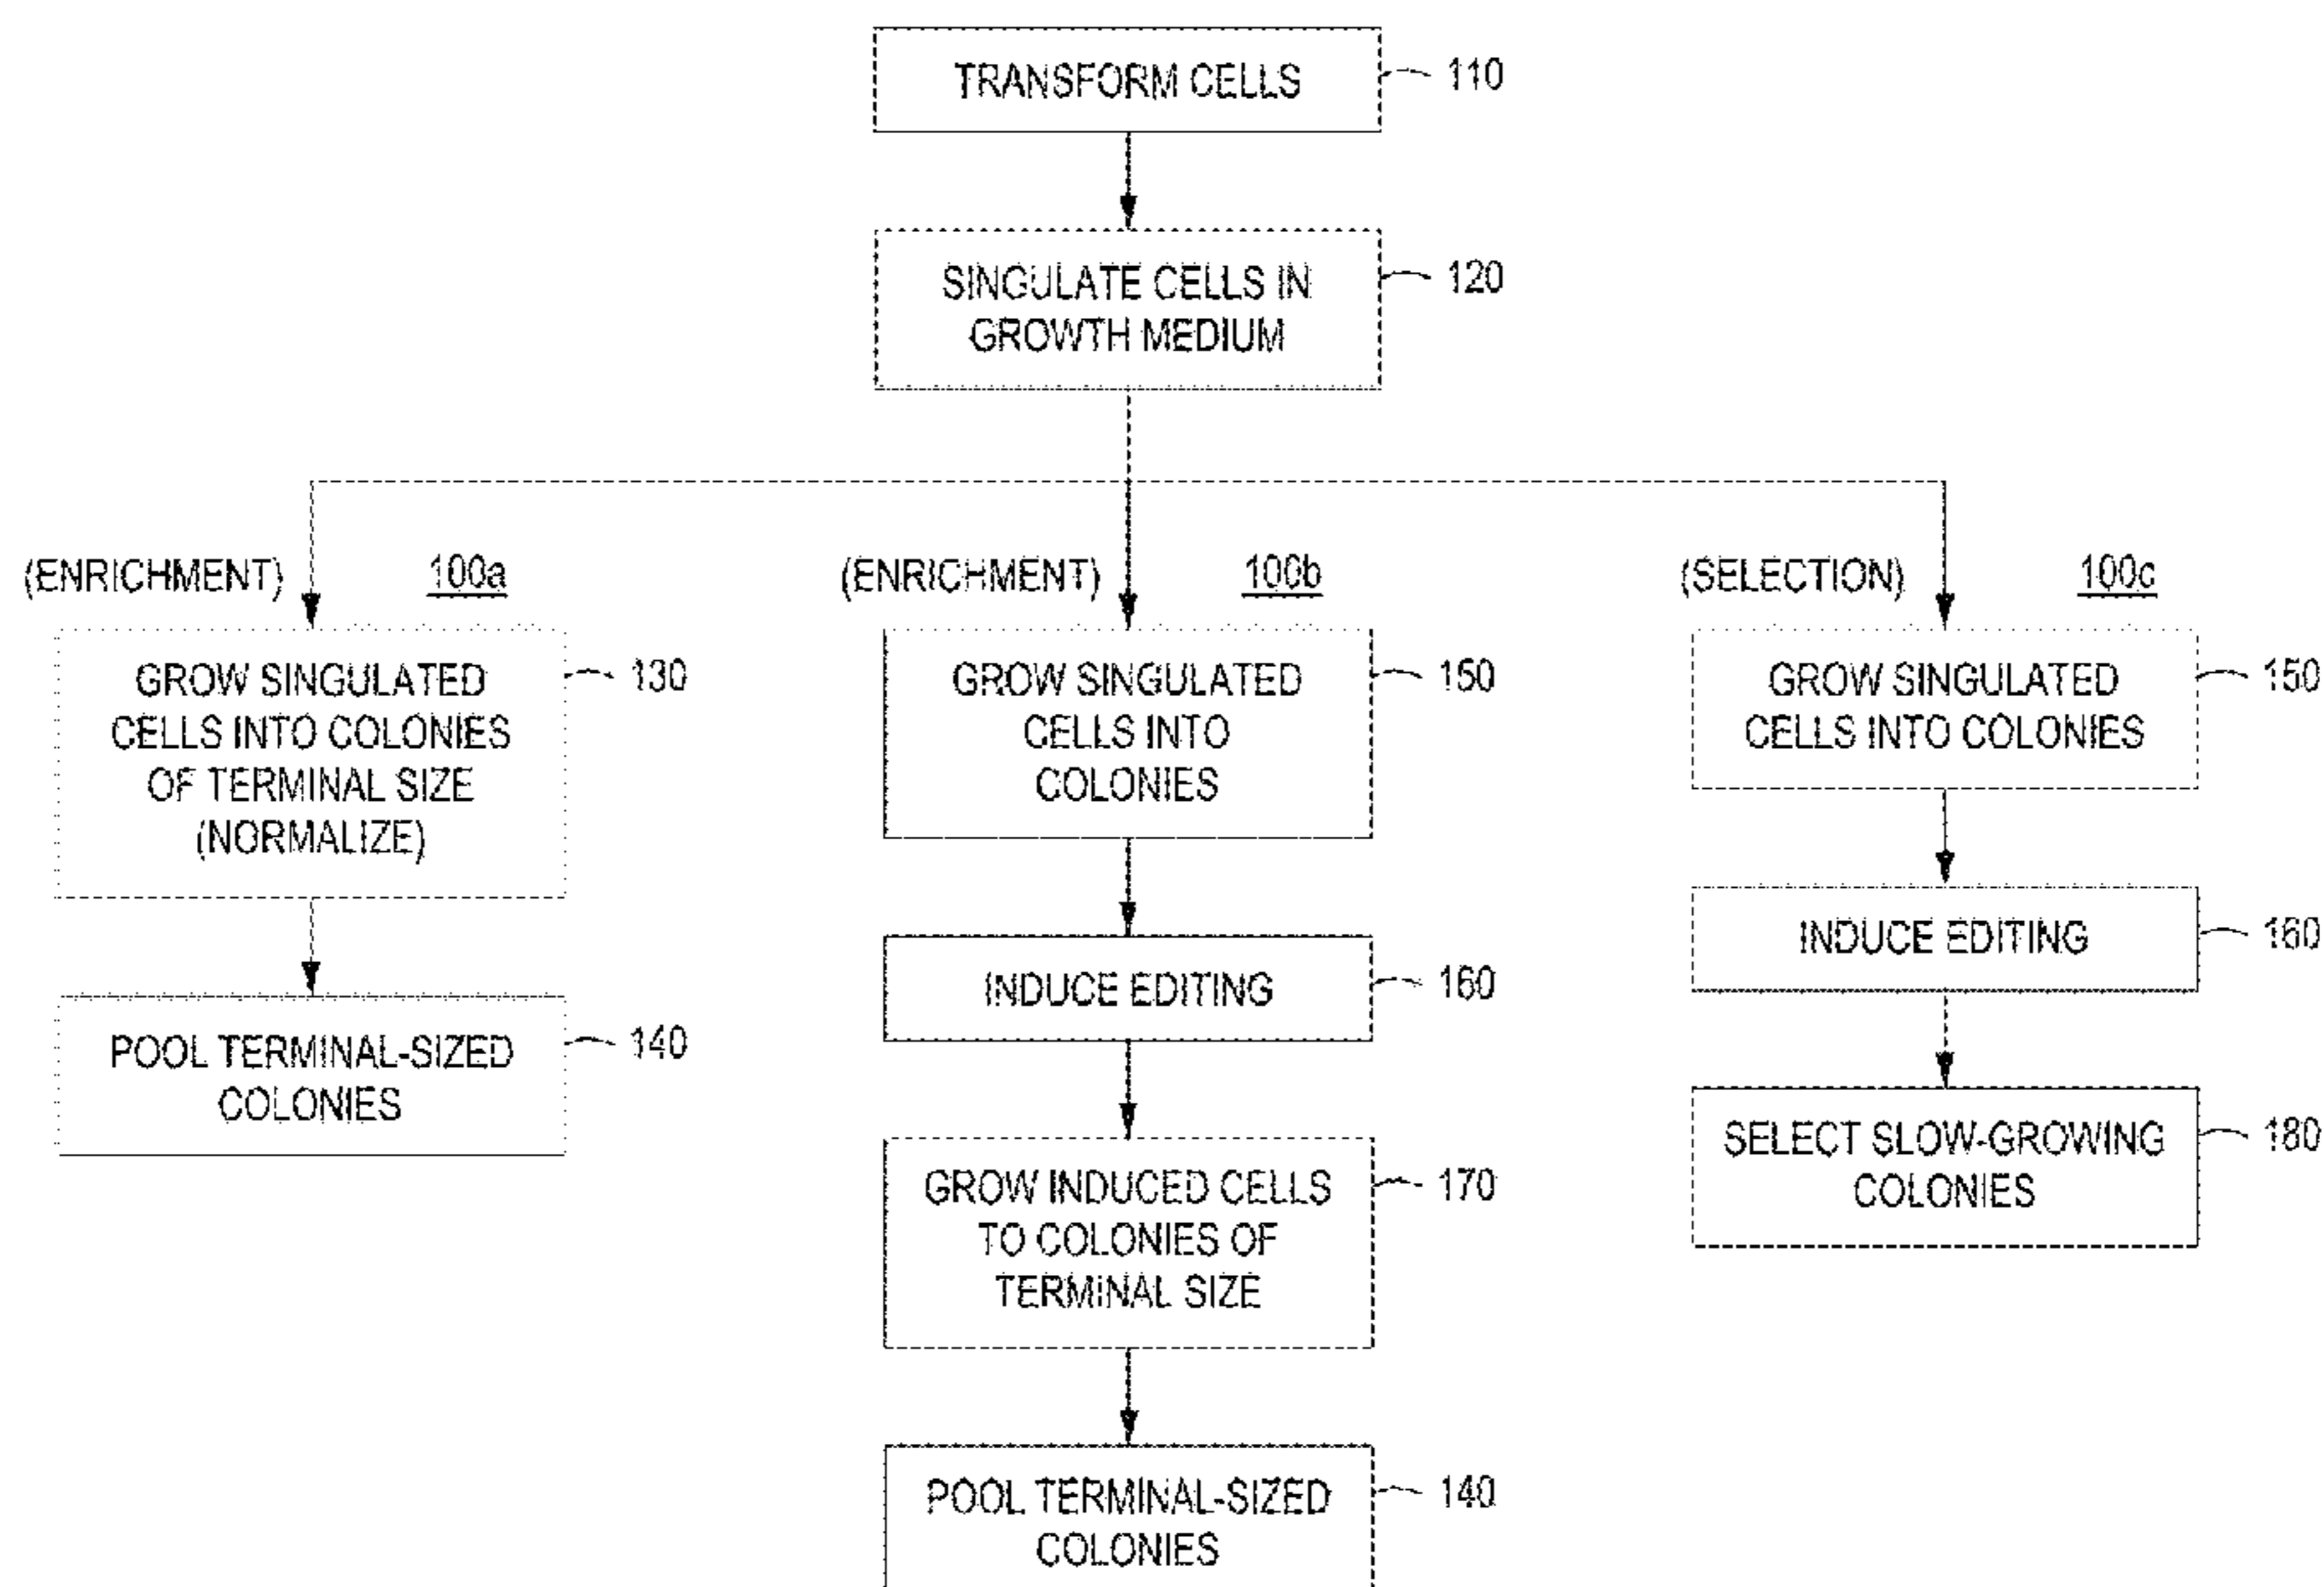 TRANSFORM CELLS
110
SINGULATE CELLS IN
GROWTH MEDIUM
120
(ENRICHMENT)
100a
GROW SINGULATED
CELLS INTO COLONIES
OF TERMINAL SIZE
(NORMALIZE)
130
POOL TERMINAL-SIZED
COLONIES
140
(ENRICHMENT)
100b
GROW SINGULATED
CELLS INTO
COLONIES
150
INDUCE EDITING
160
GROW INDUCED CELLS
TO COLONIES OF
TERMINAL SIZE
170
POOL TERMINAL-SIZED
COLONIES
140
(SELECTION)
100c
GROW SINGULATED
CELLS INTO COLONIES
150
INDUCE EDITING
160
SELECT SLOW-GROWING
COLONIES
180